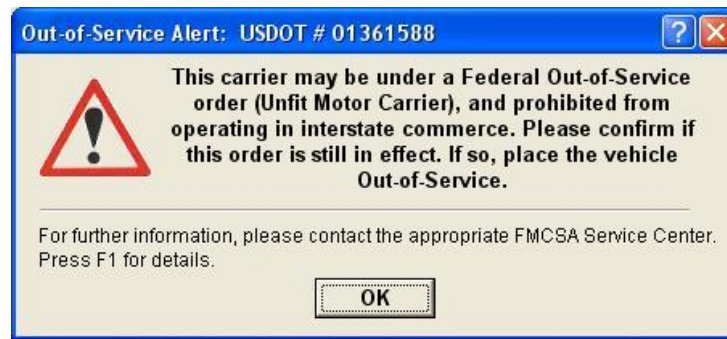 Out-of-Service Alert: USDOT # 01361588
This carrier may be under a Federal Out-of-Service
order (Unfit Motor Carrier), and prohibited from
operating in interstate commerce. Please confirm if
this order is still in effect. If so, place the vehicle
Out-of-Service.
For further information, please contact the appropriate FMCSA Service Center.
Press F1 for details.
OK